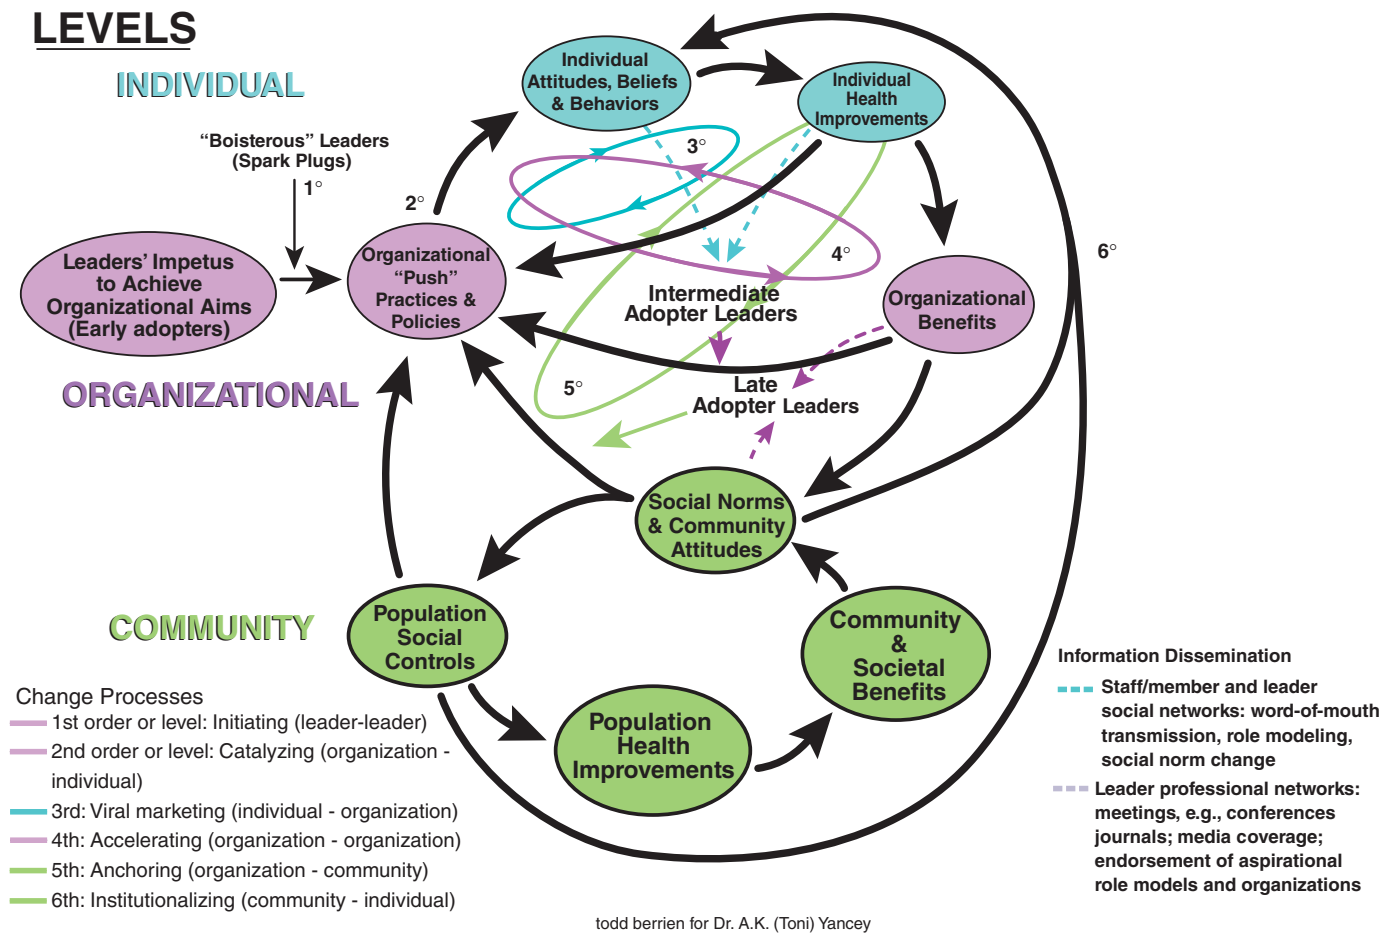 LEVELS
INDIVIDUAL
“Boisterous” Leaders
(Spark Plugs)
1°
2°
Individual
Attitudes, Beliefs
& Behaviors
Individual
Health
Improvements
3°
4°
5°
6°
Leaders’ Impetus
to Achieve
Organizational Aims
(Early adopters)
Organizational
“Push”
Practices &
Policies
Intermediate
Adopter Leaders
Organizational
Benefits
ORGANIZATIONAL
Late
Adopter Leaders
Social Norms
& Community
Attitudes
COMMUNITY
Population
Social
Controls
Community
&
Societal
Benefits
Population
Health
Improvements
Change Processes
1st order or level: Initiating (leader-leader)
2nd order or level: Catalyzing (organization -
individual)
3rd: Viral marketing (individual - organization)
4th: Accelerating (organization - organization)
5th: Anchoring (organization - community)
6th: Institutionalizing (community - individual)
Information Dissemination
Staff/member and leader
social networks: word-of-mouth
transmission, role modeling,
social norm change
Leader professional networks:
meetings, e.g., conferences
journals; media coverage;
endorsement of aspirational
role models and organizations
todd berrien for Dr. A.K. (Toni) Yancey